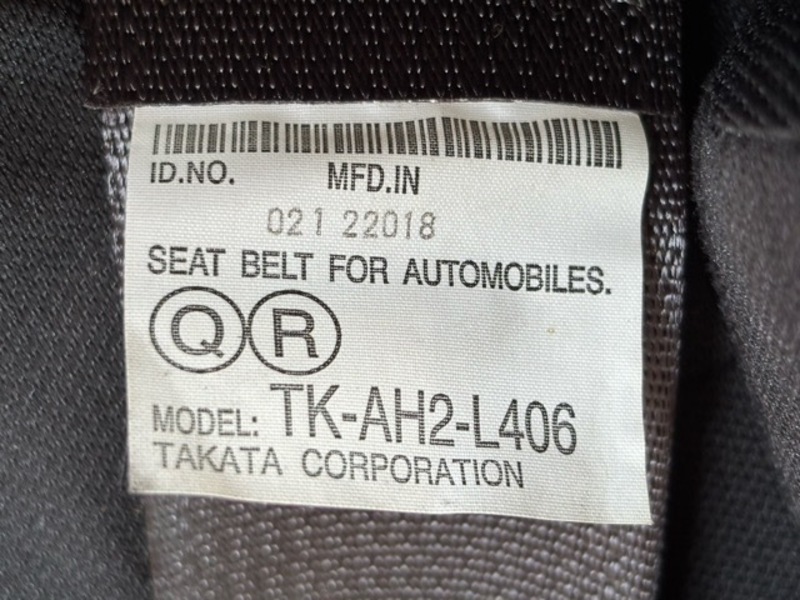 ID.NO. MFD.IN
021 22018
SEAT BELT FOR AUTOMOBILES.
Q R
MODEL: TK-AH2-L406
TAKATA CORPORATION